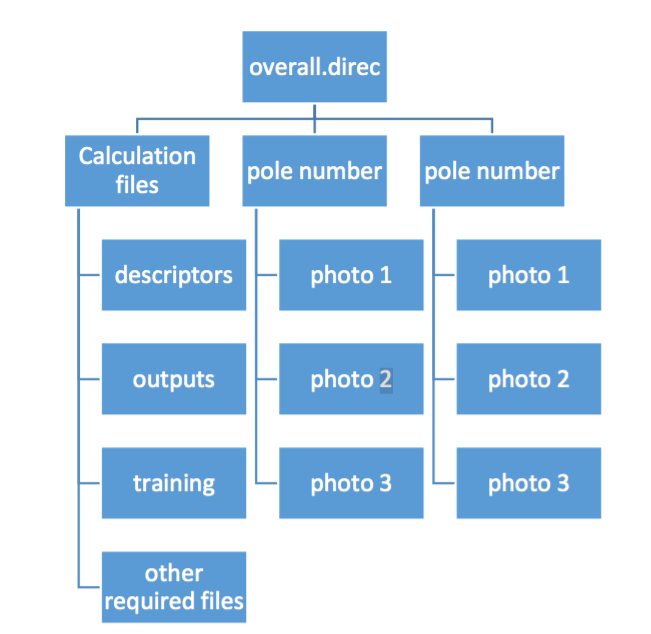 overall.direc
Calculation
files
pole number
pole number
descriptors
photo 1
photo 1
outputs
photo 2
photo 2
training
photo 3
photo 3
other
required files